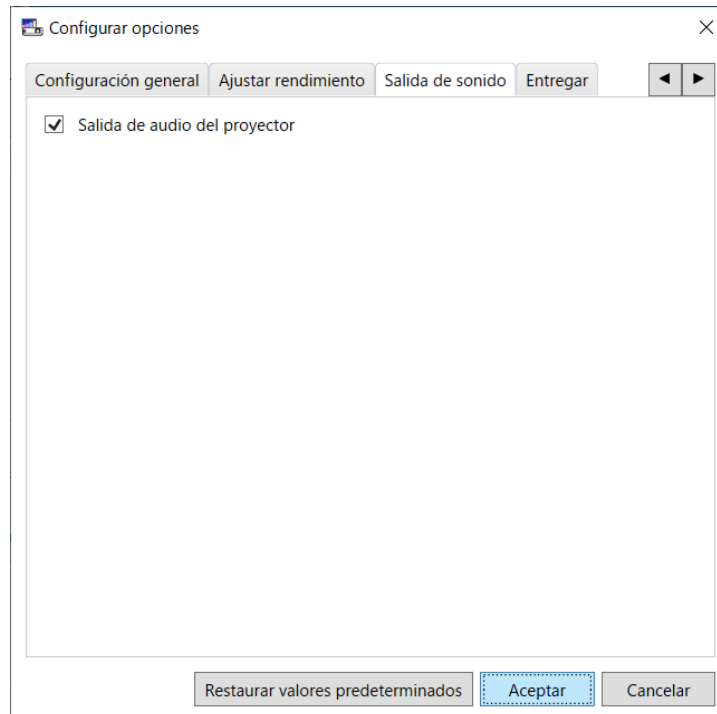 Configurar opciones
Configuración general Ajustar rendimiento Salida de sonido Entregar
Salida de audio del proyector
Restaurar valores predeterminados Aceptar Cancelar